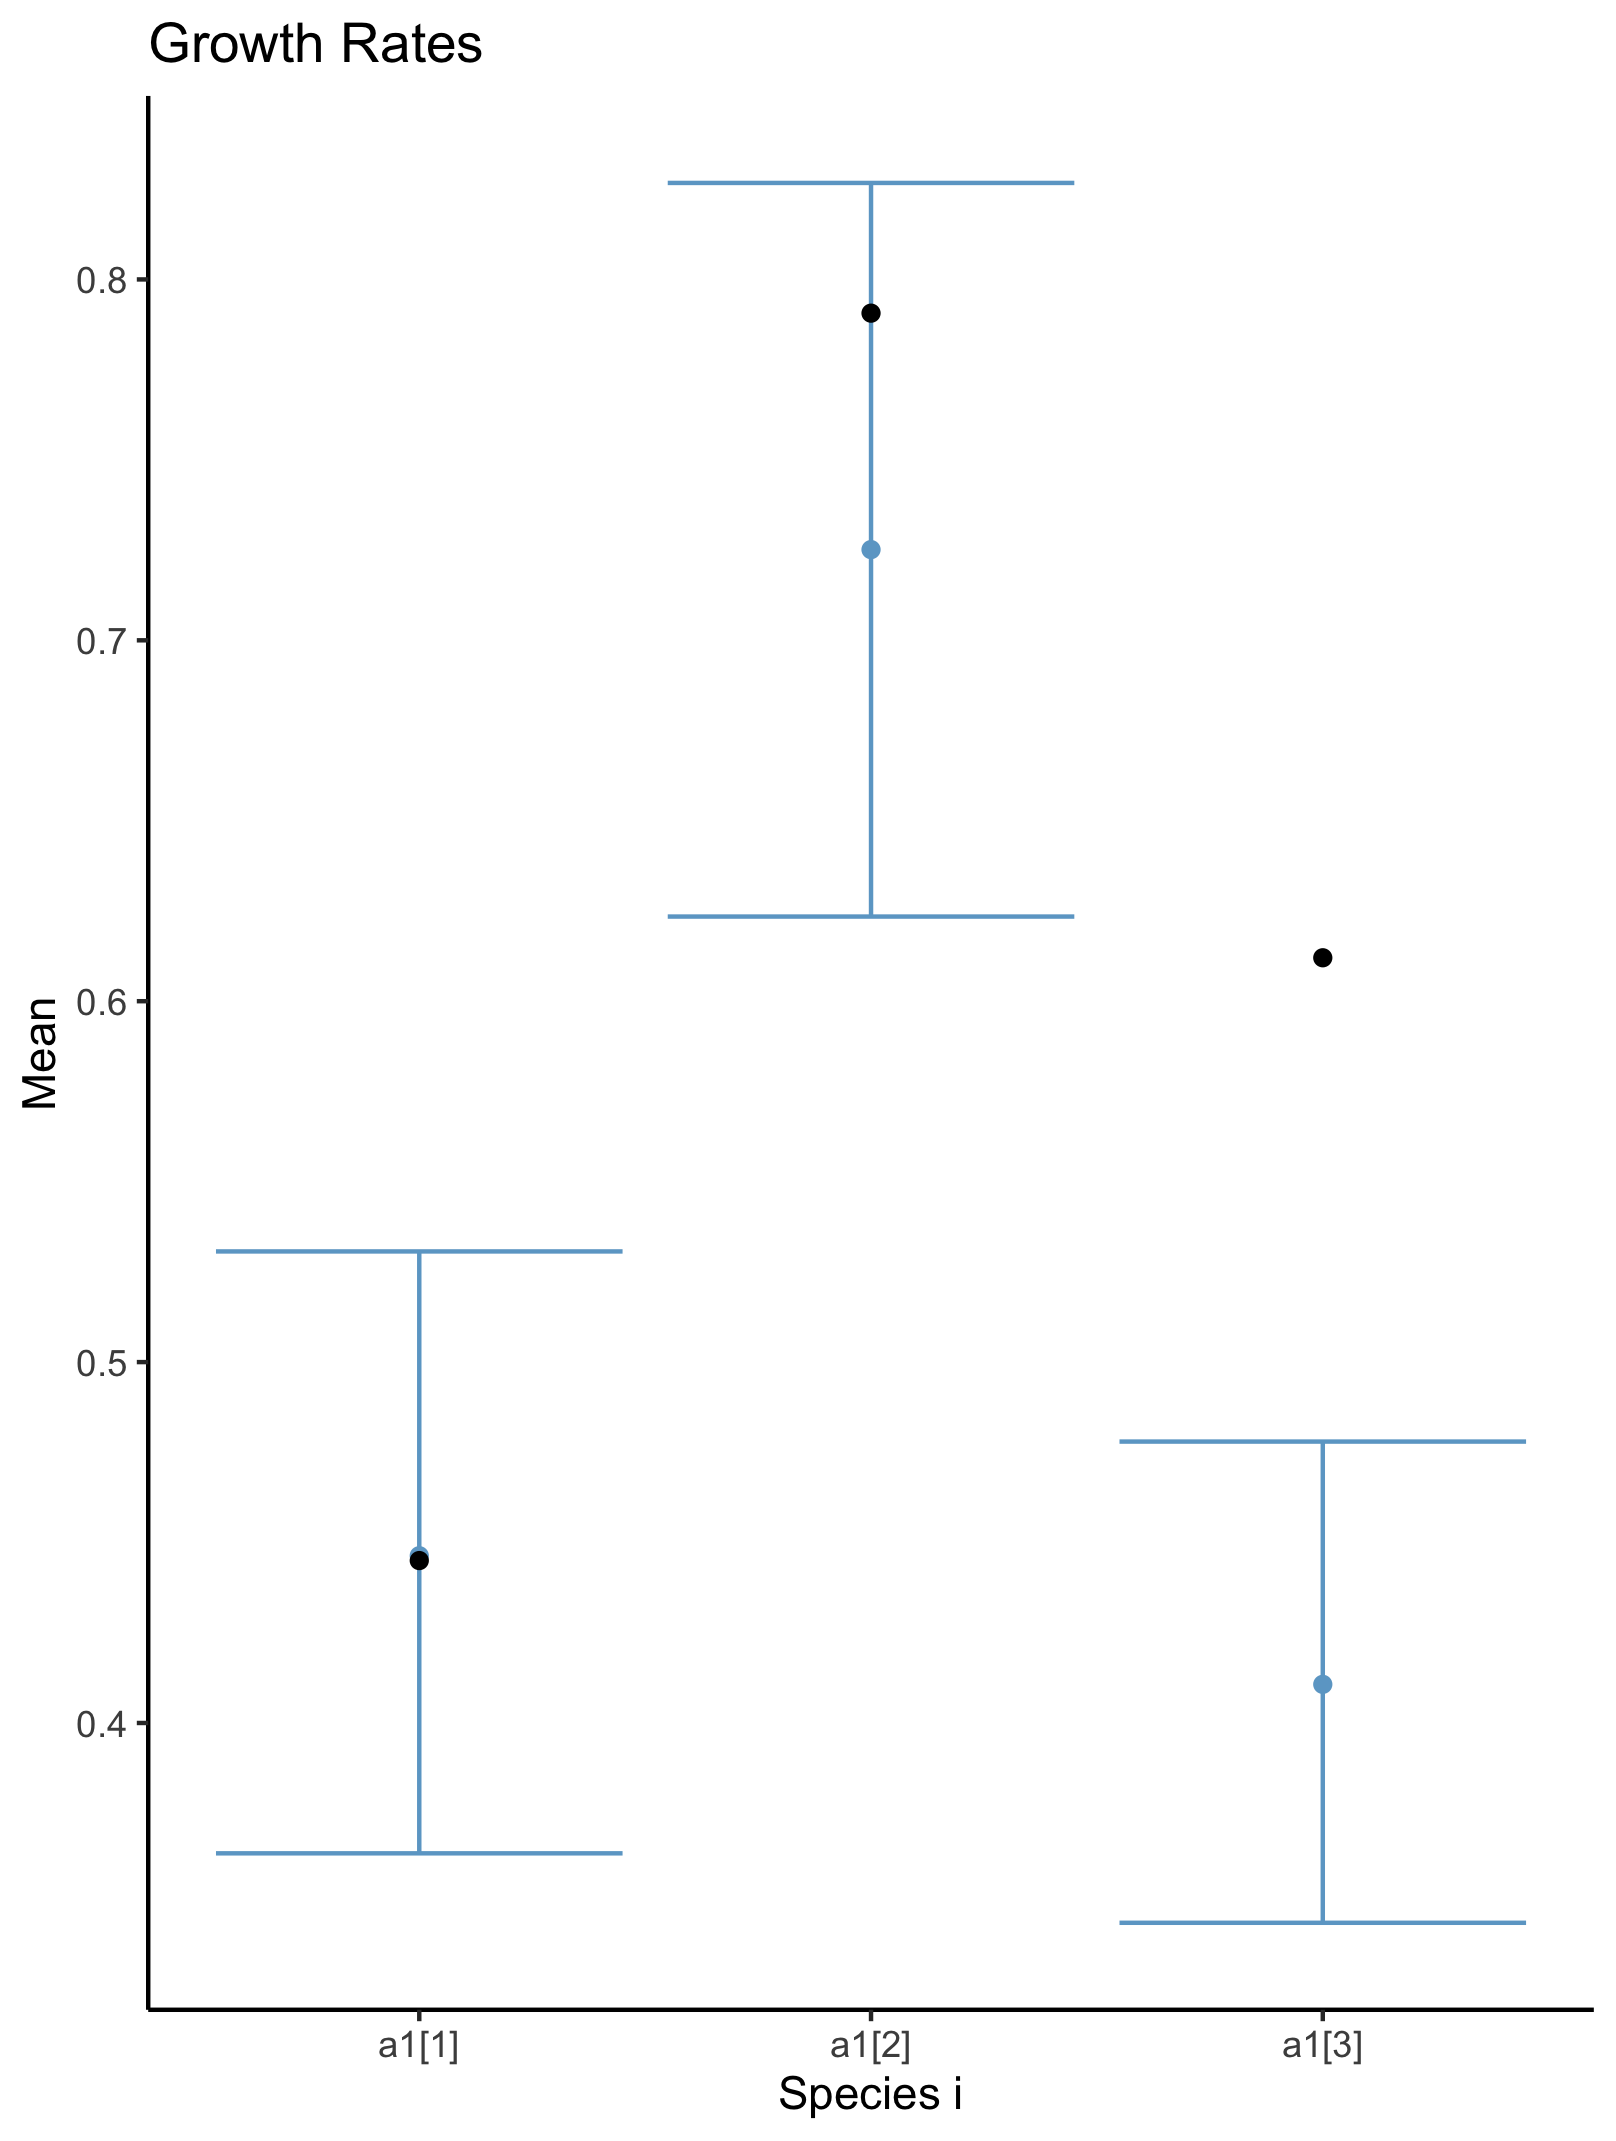 Growth Rates
Mean
0.8
0.7
0.6
0.5
0.4
a1[1]
a1[2]
a1[3]
Species i